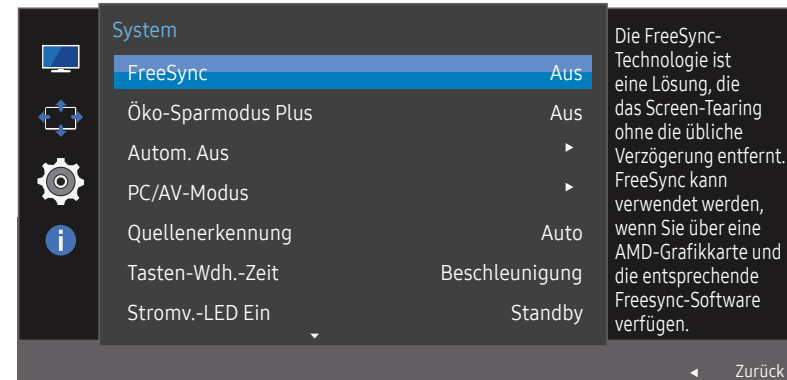 System
FreeSync Aus
Öko-Sparmodus Plus Aus
Autom. Aus
PC/AV-Modus
Quellenerkennung Auto
Tasten-Wdh.-Zeit Beschleunigung
Stromv.-LED Ein Standby
Die FreeSync-
Technologie ist
eine Lösung, die
das Screen-Tearing
ohne die übliche
Verzögerung entfernt.
FreeSync kann
verwendet werden,
wenn Sie über eine
AMD-Grafikkarte und
die entsprechende
Freesync-Software
verfügen.
Zurück